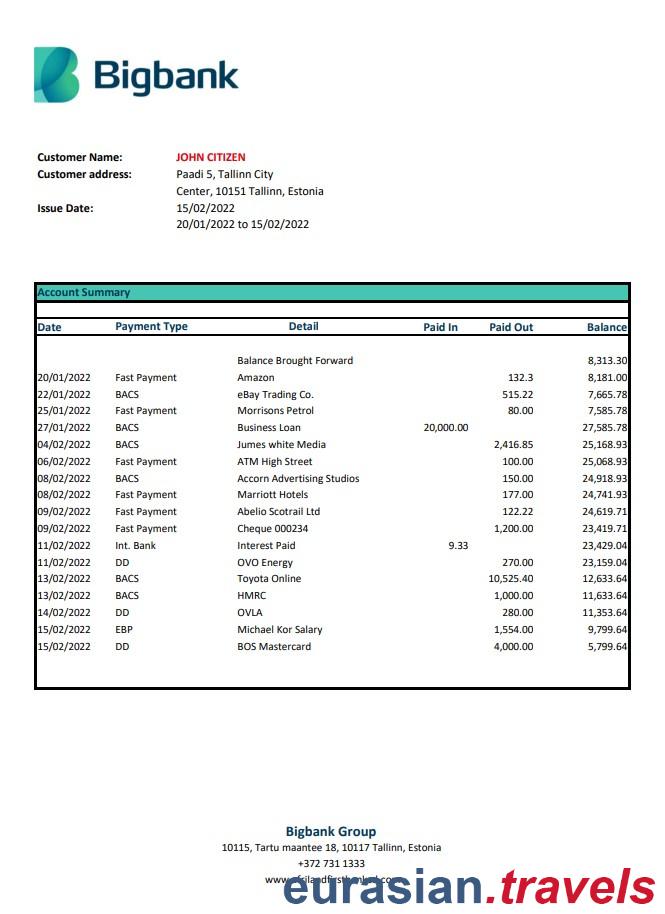 Bigbank
Customer Name: JOHN CITIZEN
Customer address: Paadi 5, Tallinn City
Center, 10151 Tallinn, Estonia
Issue Date: 15/02/2022
20/01/2022 to 15/02/2022
Account Summary
Date Payment Type Detail Paid In Paid Out Balance
Balance Brought Forward 8,313.30
20/01/2022 Fast Payment Amazon 132.3 8,181.00
22/01/2022 BACS eBay Trading Co. 515.22 7,665.78
25/01/2022 Fast Payment Morrisons Petrol 80.00 7,585.78
27/01/2022 BACS Business Loan 20,000.00 27,585.78
04/02/2022 BACS Jumes white Media 2,416.85 25,168.93
06/02/2022 Fast Payment ATM High Street 100.00 25,068.93
08/02/2022 BACS Accorn Advertising Studios 150.00 24,918.93
08/02/2022 Fast Payment Marriott Hotels 177.00 24,741.93
09/02/2022 Fast Payment Abelio Scotrail Ltd 122.22 24,619.71
09/02/2022 Fast Payment Cheque 000234 1,200.00 23,419.71
11/02/2022 Int. Bank Interest Paid 9.33 23,429.04
11/02/2022 DD OVO Energy 270.00 23,159.04
13/02/2022 BACS Toyota Online 10,525.40 12,633.64
13/02/2022 BACS HMRC 1,000.00 11,633.64
14/02/2022 DD OVLA 280.00 11,353.64
15/02/2022 EBP Michael Kor Salary 1,554.00 9,799.64
15/02/2022 DD BOS Mastercard 4,000.00 5,799.64
Bigbank Group
10115, Tartu maantee 18, 10117 Tallinn, Estonia
+372 731 1333
eurasian.travels